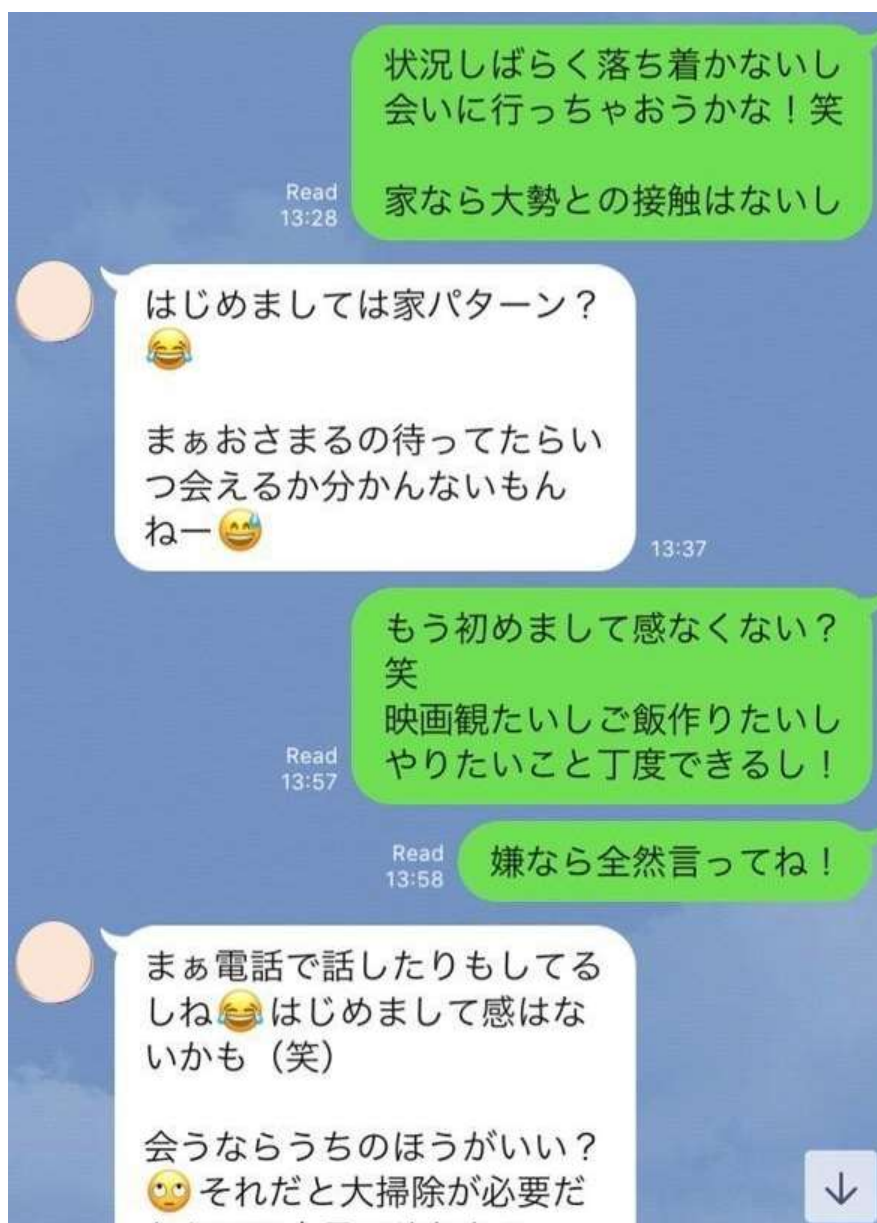 状況しばらく落ち着かないし
会いに行っちゃおうかな！笑
家なら大勢との接触はないし
Read
13:28
はじめましては家パターン？
😂
まぁおさまるの待ってたらい
つ会えるか分かんないもん
ねー😅
13:37
もう初めまして感なくない？
笑
映画観たいしご飯作りたいし
やりたいこと丁度できるし！
Read
13:57
嫌なら全然言ってね！
Read
13:58
まぁ電話で話したりもしてる
しね😂はじめまして感はな
いかも（笑）
会うならうちのほうがいい？
🙄それだと大掃除が必要だ